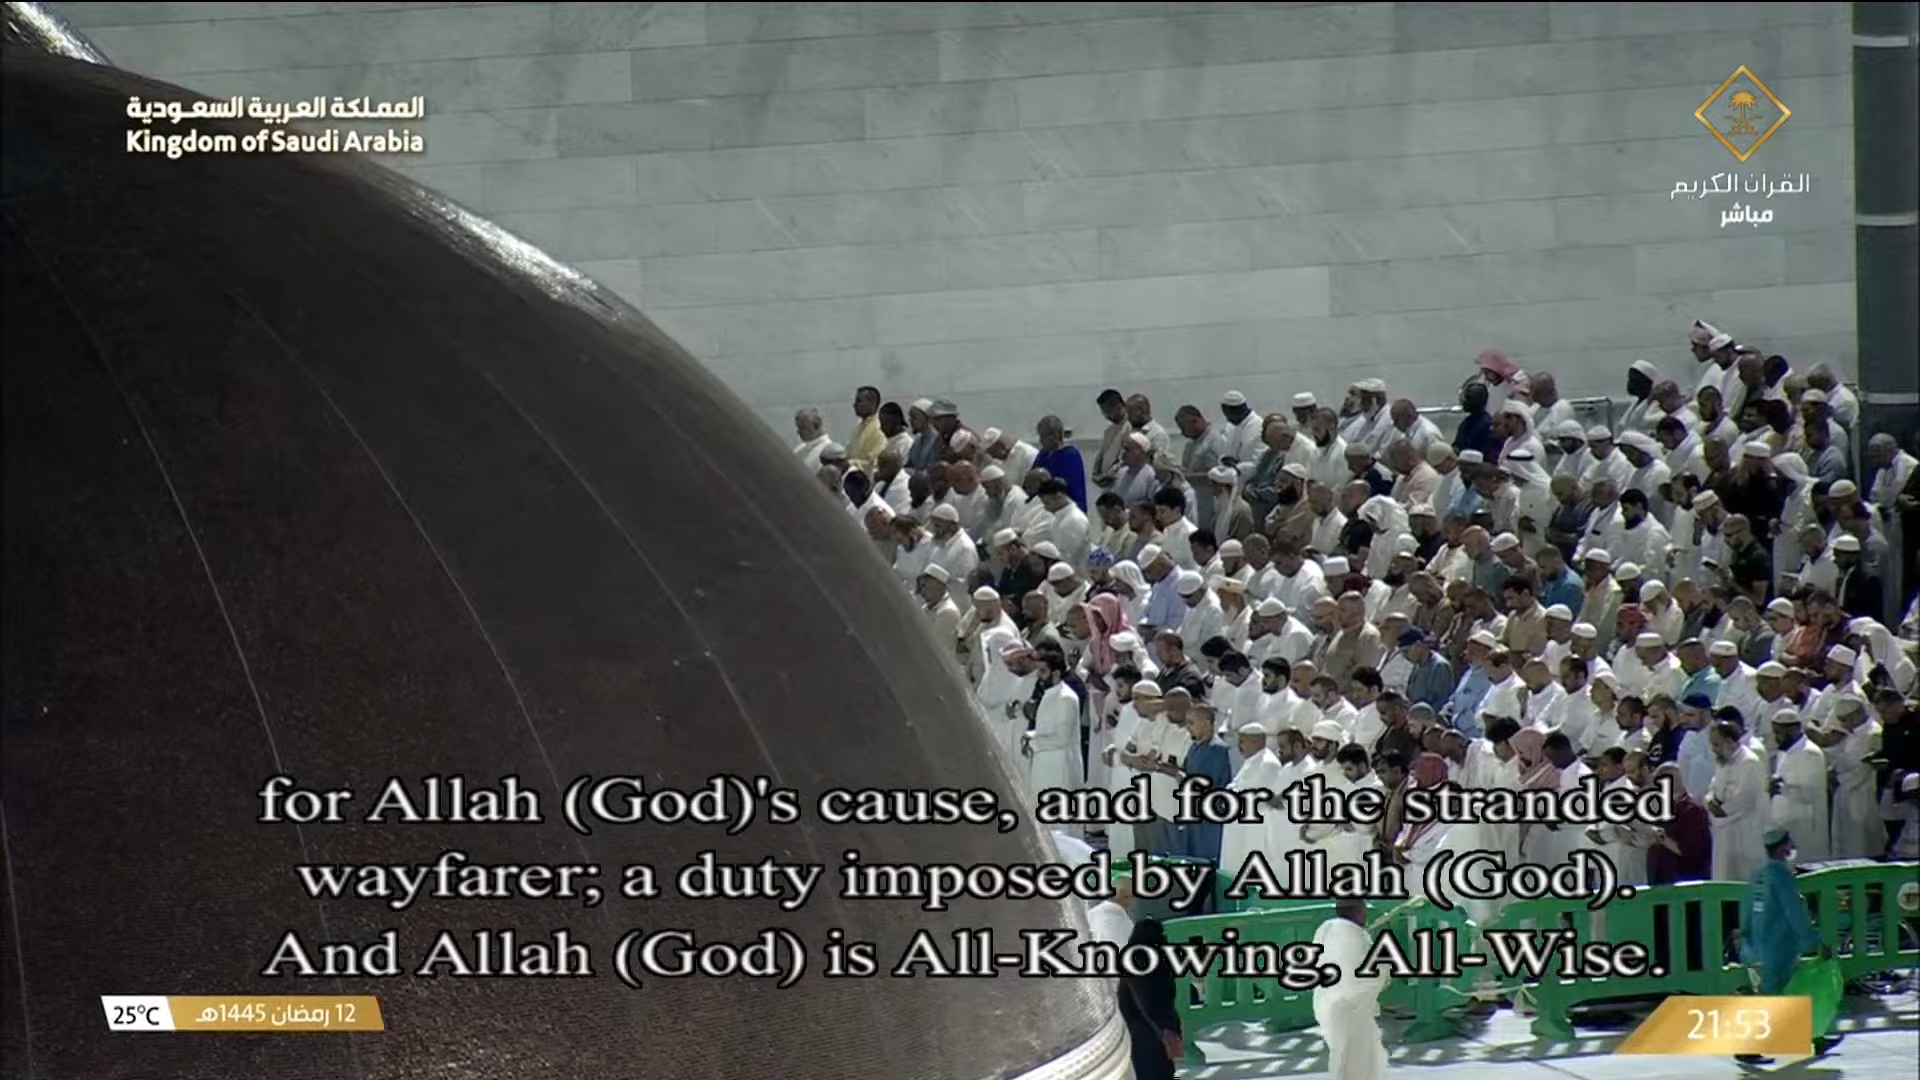 المملكة العربية السعودية
Kingdom of Saudi Arabia
القرآن الكريم
مباشر
for Allah (God)'s cause, and for the stranded
wayfarer; a duty imposed by Allah (God).
And Allah (God) is All-Knowing, All-Wise.
25°C
12 رمضان 1445هـ
21:53